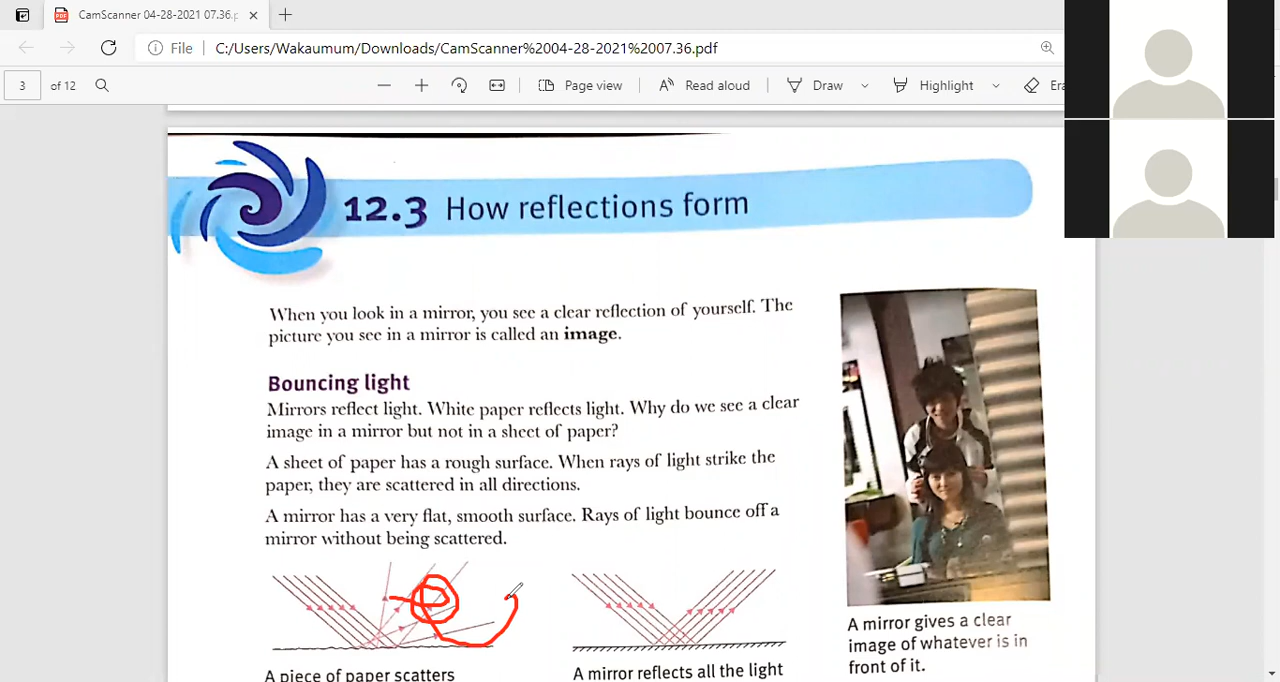 CamScanner 04-28-2021 07.36.p
File
C:/Users/Wakaumum/Downloads/CamScanner%2004-28-2021%2007.36.pdf
3
of 12
Page view
Read aloud
Draw
Highlight
Era
12.3 How reflections form
When you look in a mirror, you see a clear reflection of yourself. The
picture you see in a mirror is called an image.
Bouncing light
Mirrors reflect light. White paper reflects light. Why do we see a clear
image in a mirror but not in a sheet of paper?
A sheet of paper has a rough surface. When rays of light strike the
paper, they are scattered in all directions.
A mirror has a very flat, smooth surface. Rays of light bounce off a
mirror without being scattered.
A piece of paper scatters
A mirror reflects all the light
A mirror gives a clear
image of whatever is in
front of it.